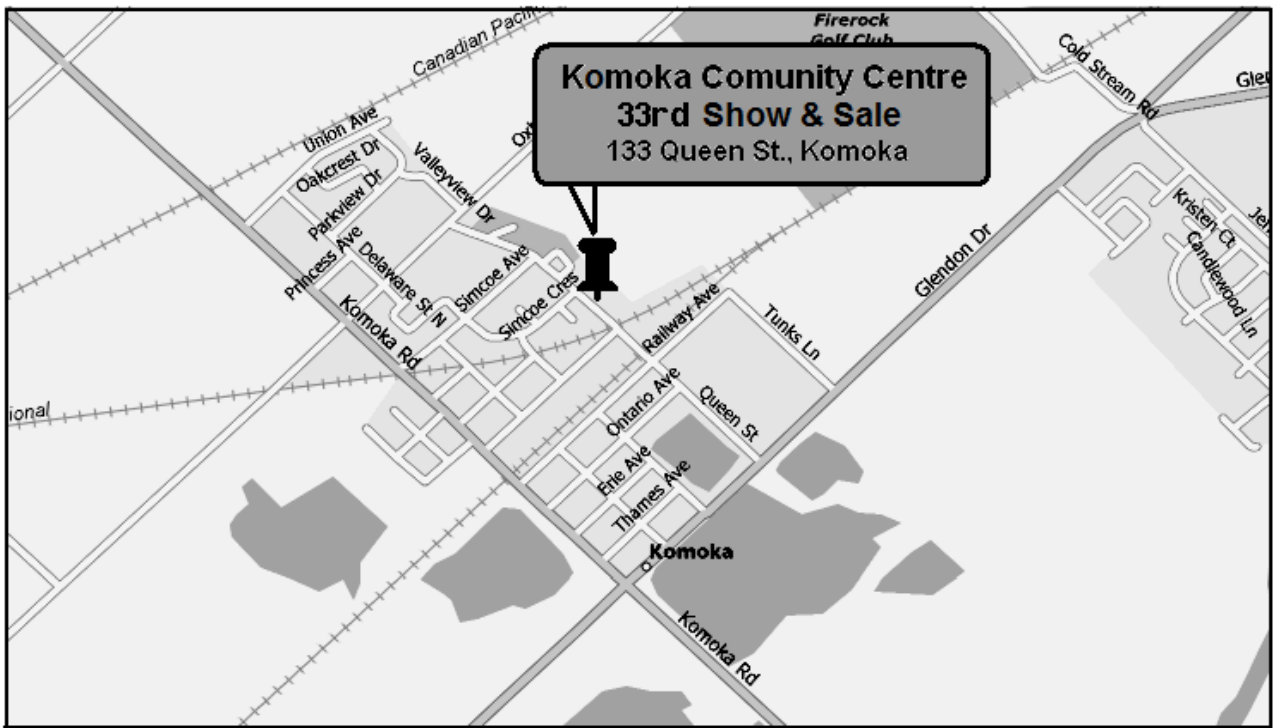 Firerock
Golf Club
Canadian Pacific
Cold Stream Rd
Komoka Comunity Centre
33rd Show & Sale
133 Queen St., Komoka
Union Ave
Oakcrest Dr
Valleyview Dr
Parkview Dr
Princess Ave
Delaware St N
Simcoe Ave
Simcoe Cres
Komoka Rd
Railway Ave
Tunks Ln
Glendon Dr
Kristen Ct
Candlewood Ln
Ontario Ave
Queen St
Erie Ave
Thames Ave
Komoka
Komoka Rd